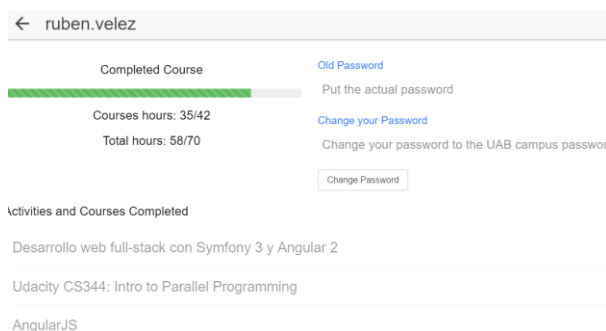 ruben.velez
Completed Course
Courses hours: 35/42
Total hours: 58/70
Old Password
Put the actual password
Change your Password
Change your password to the UAB campus passwor
Change Password
Activities and Courses Completed
Desarrollo web full-stack con Symfony 3 y Angular 2
Udacity CS344: Intro to Parallel Programming
AngularJS